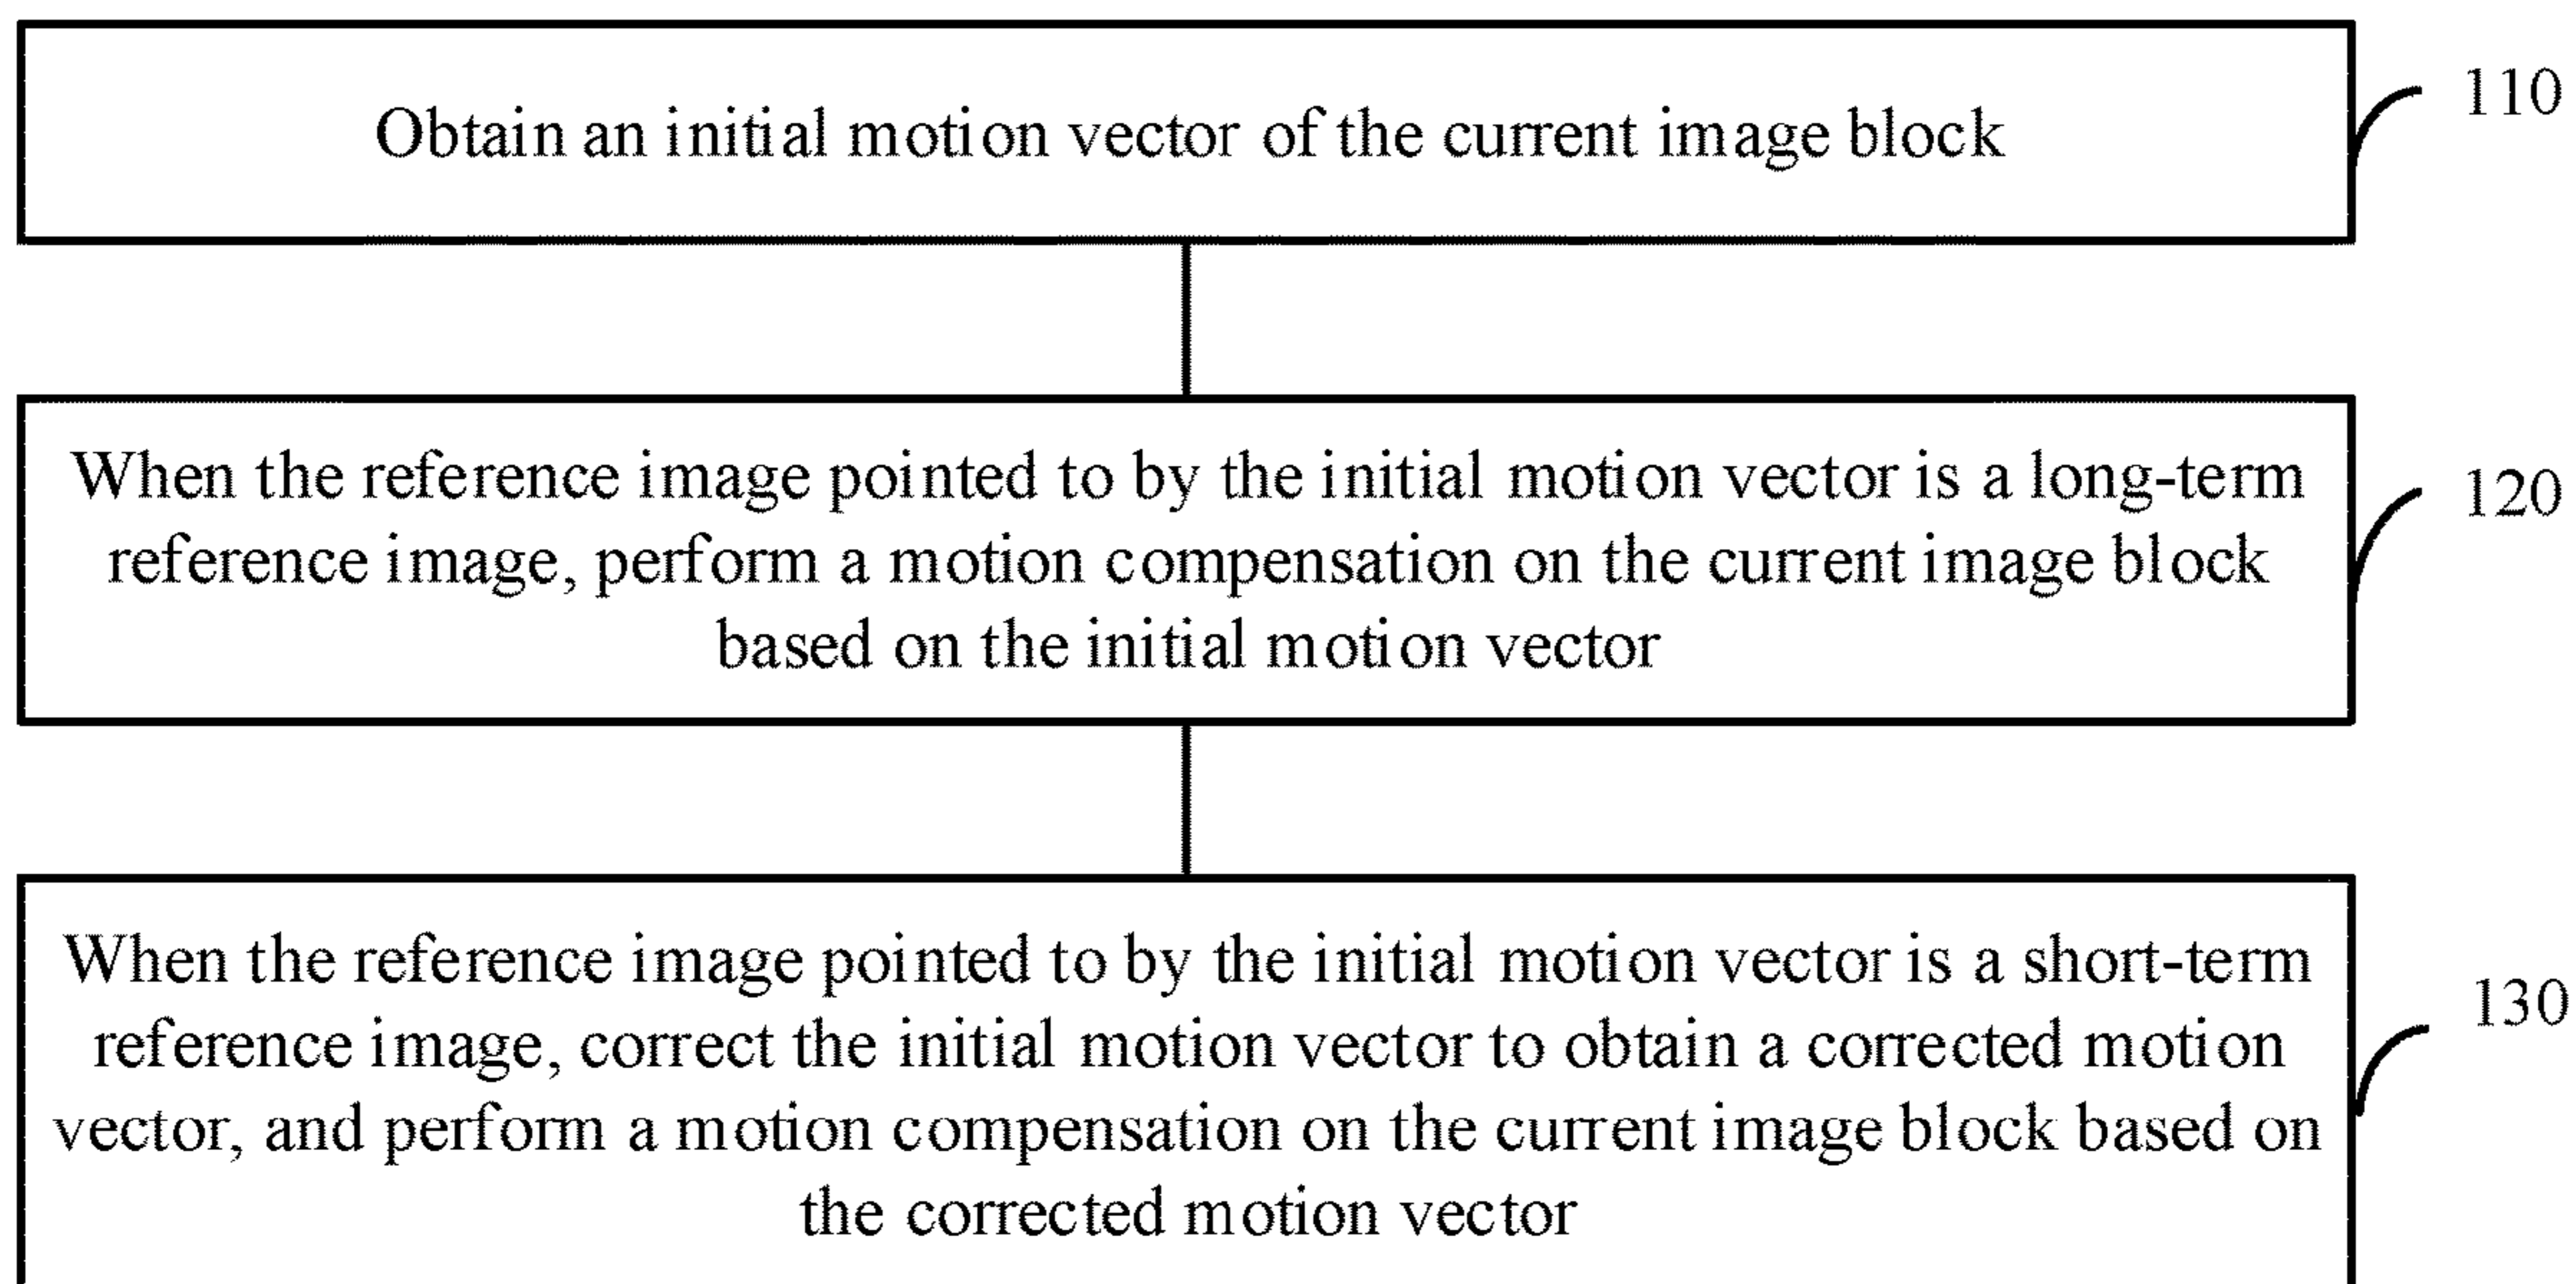 Obtain an initial motion vector of the current image block
110
When the reference image pointed to by the initial motion vector is a long-term
reference image, perform a motion compensation on the current image block
based on the initial motion vector
120
When the reference image pointed to by the initial motion vector is a short-term
reference image, correct the initial motion vector to obtain a corrected motion
vector, and perform a motion compensation on the current image block based on
the corrected motion vector
130